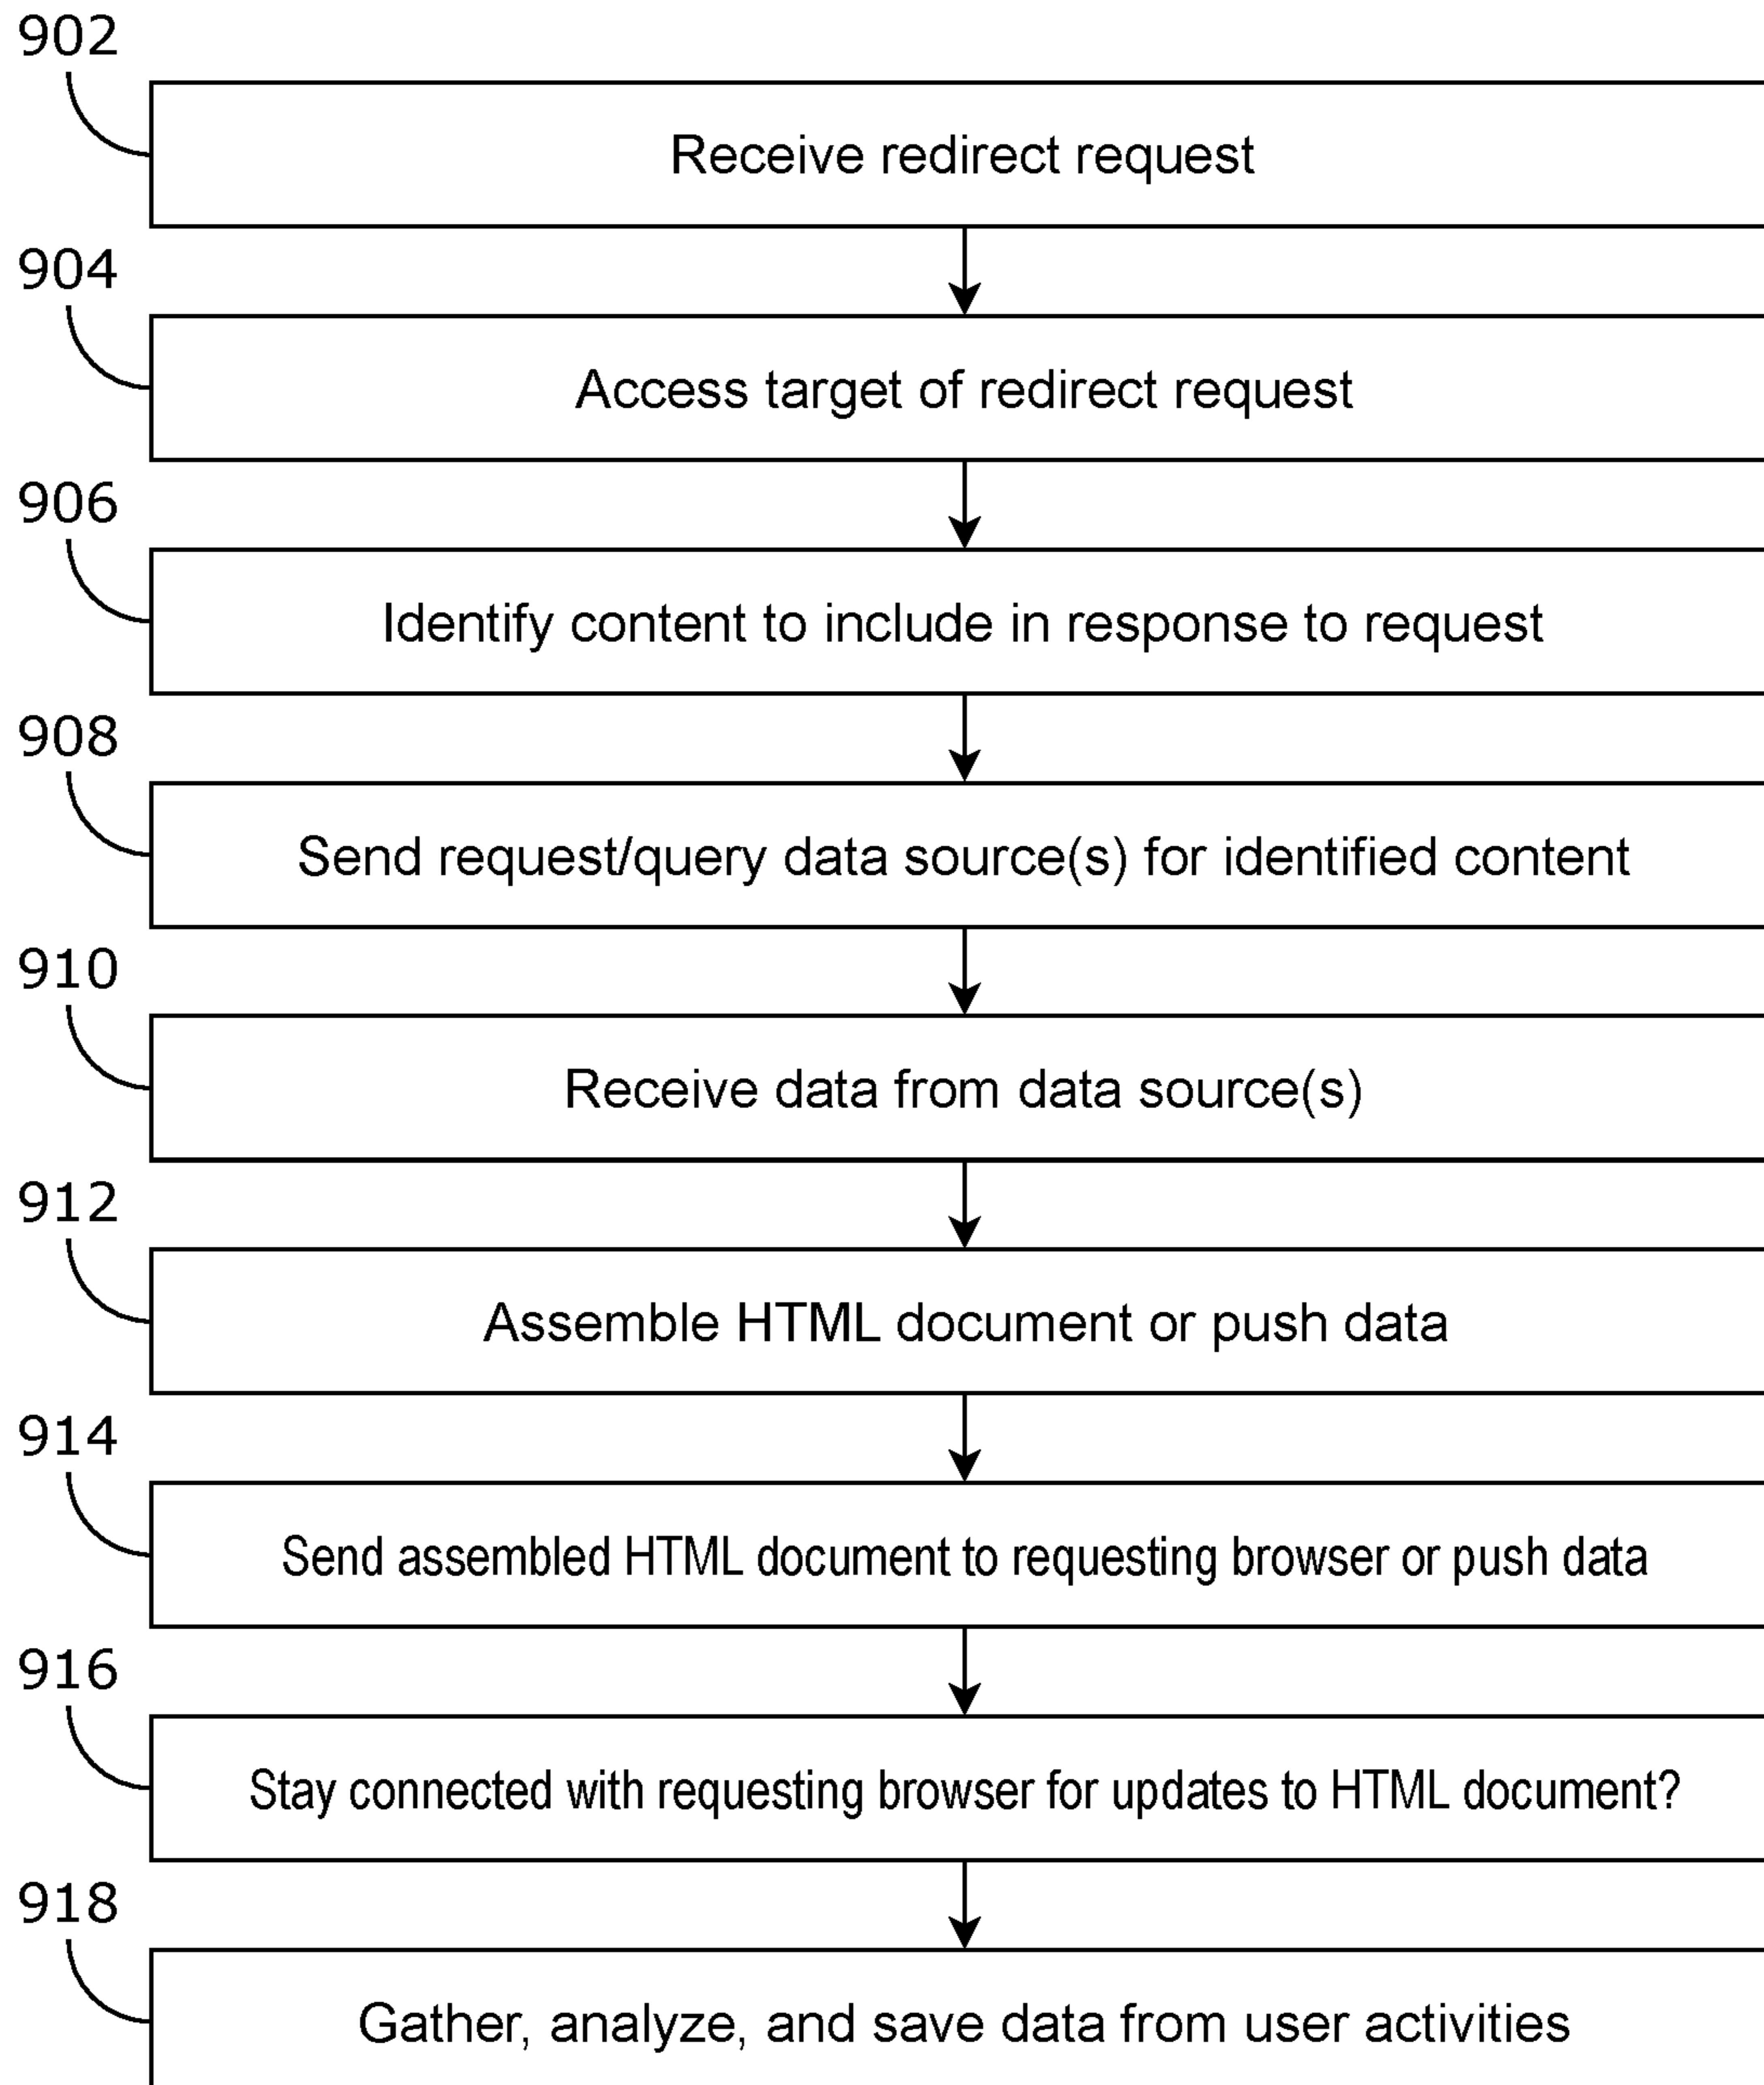 902
Receive redirect request
904
Access target of redirect request
906
Identify content to include in response to request
908
Send request/query data source(s) for identified content
910
Receive data from data source(s)
912
Assemble HTML document or push data
914
Send assembled HTML document to requesting browser or push data
916
Stay connected with requesting browser for updates to HTML document?
918
Gather, analyze, and save data from user activities